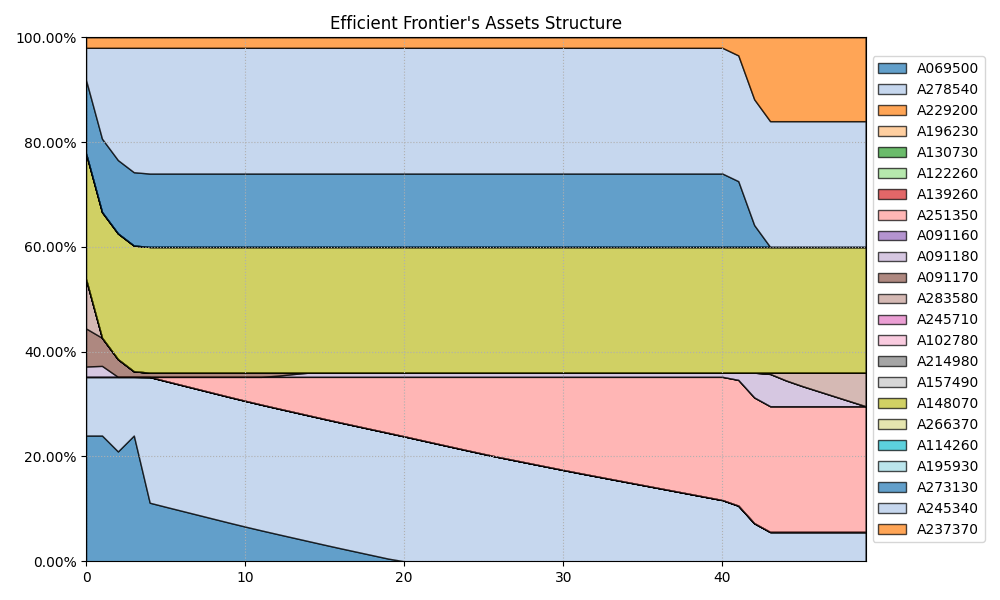 Efficient Frontier's Assets Structure
100.00%
80.00%
60.00%
40.00%
20.00%
0.00%
0
10
20
30
40
A069500
A278540
A229200
A196230
A130730
A122260
A139260
A251350
A091160
A091180
A091170
A283580
A245710
A102780
A214980
A157490
A148070
A266370
A114260
A195930
A273130
A245340
A237370